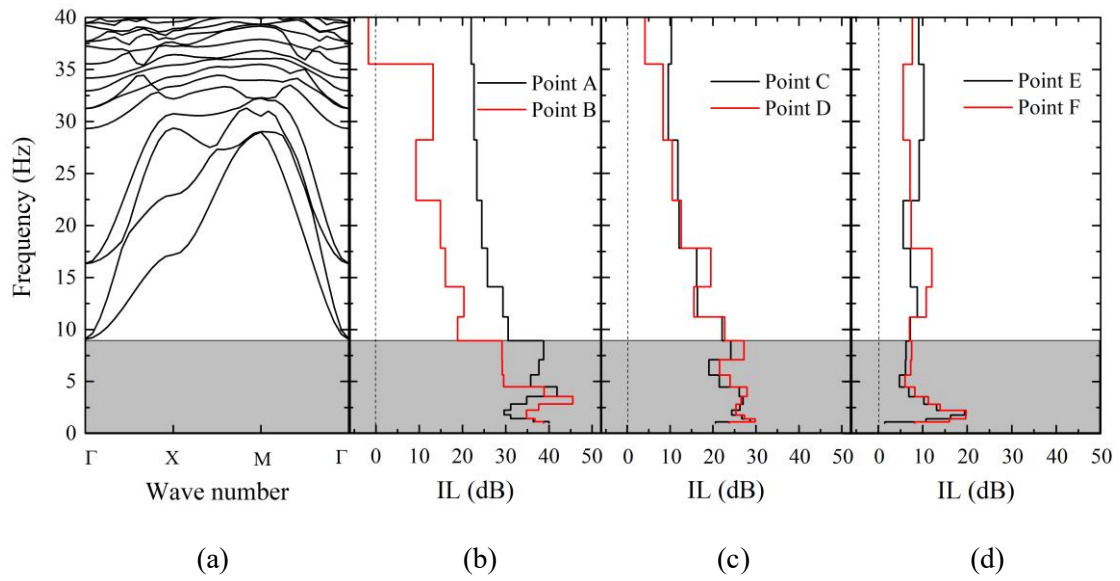 Frequency (Hz)
40
35
30
25
20
15
10
5
0
Γ X M Γ
Wave number
Point A
Point B
0 10 20 30 40 50
IL (dB)
Point C
Point D
0 10 20 30 40 50
IL (dB)
Point E
Point F
0 10 20 30 40 50
IL (dB)
(a) (b) (c) (d)